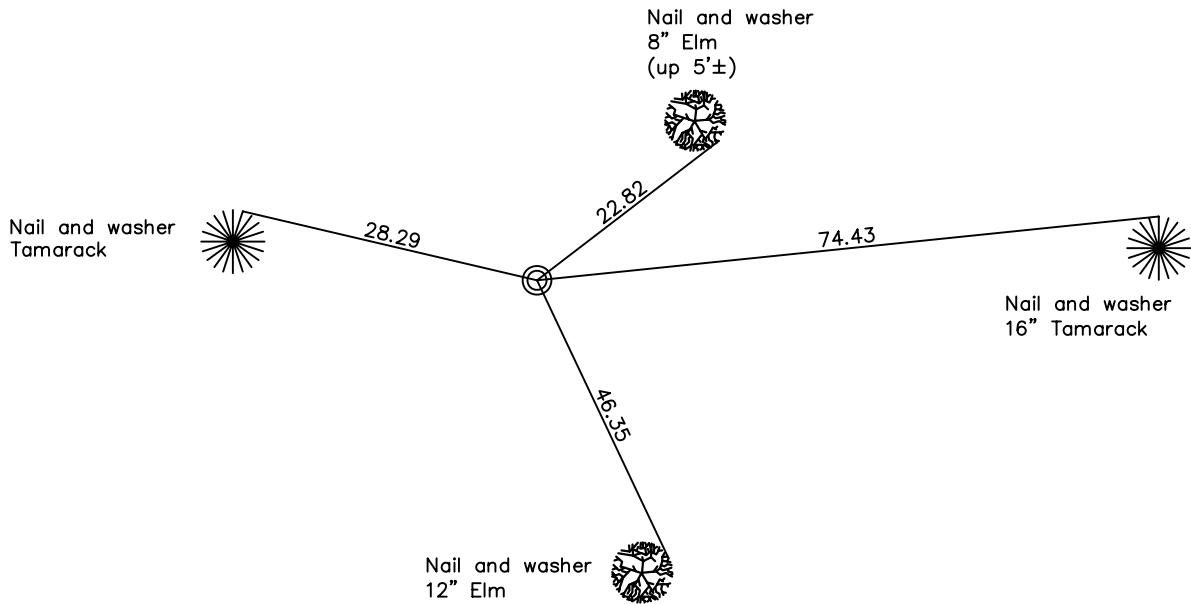 Nail and washer
8" Elm
(up 5'±)
22.82
Nail and washer
Tamarack
28.29
74.43
Nail and washer
16" Tamarack
46.35
Nail and washer
12" Elm